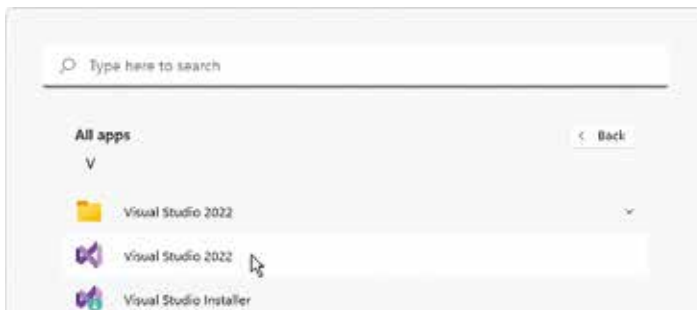 Type here to search
All apps
< Back
V
Visual Studio 2022
Visual Studio 2022
Visual Studio Installer